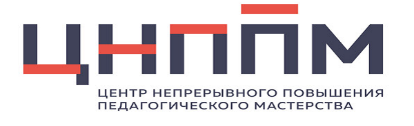 ЦНППМ
ЦЕНТР НЕПРЕРЫВНОГО ПОВЫШЕНИЯ
ПЕДАГОГИЧЕСКОГО МАСТЕРСТВА